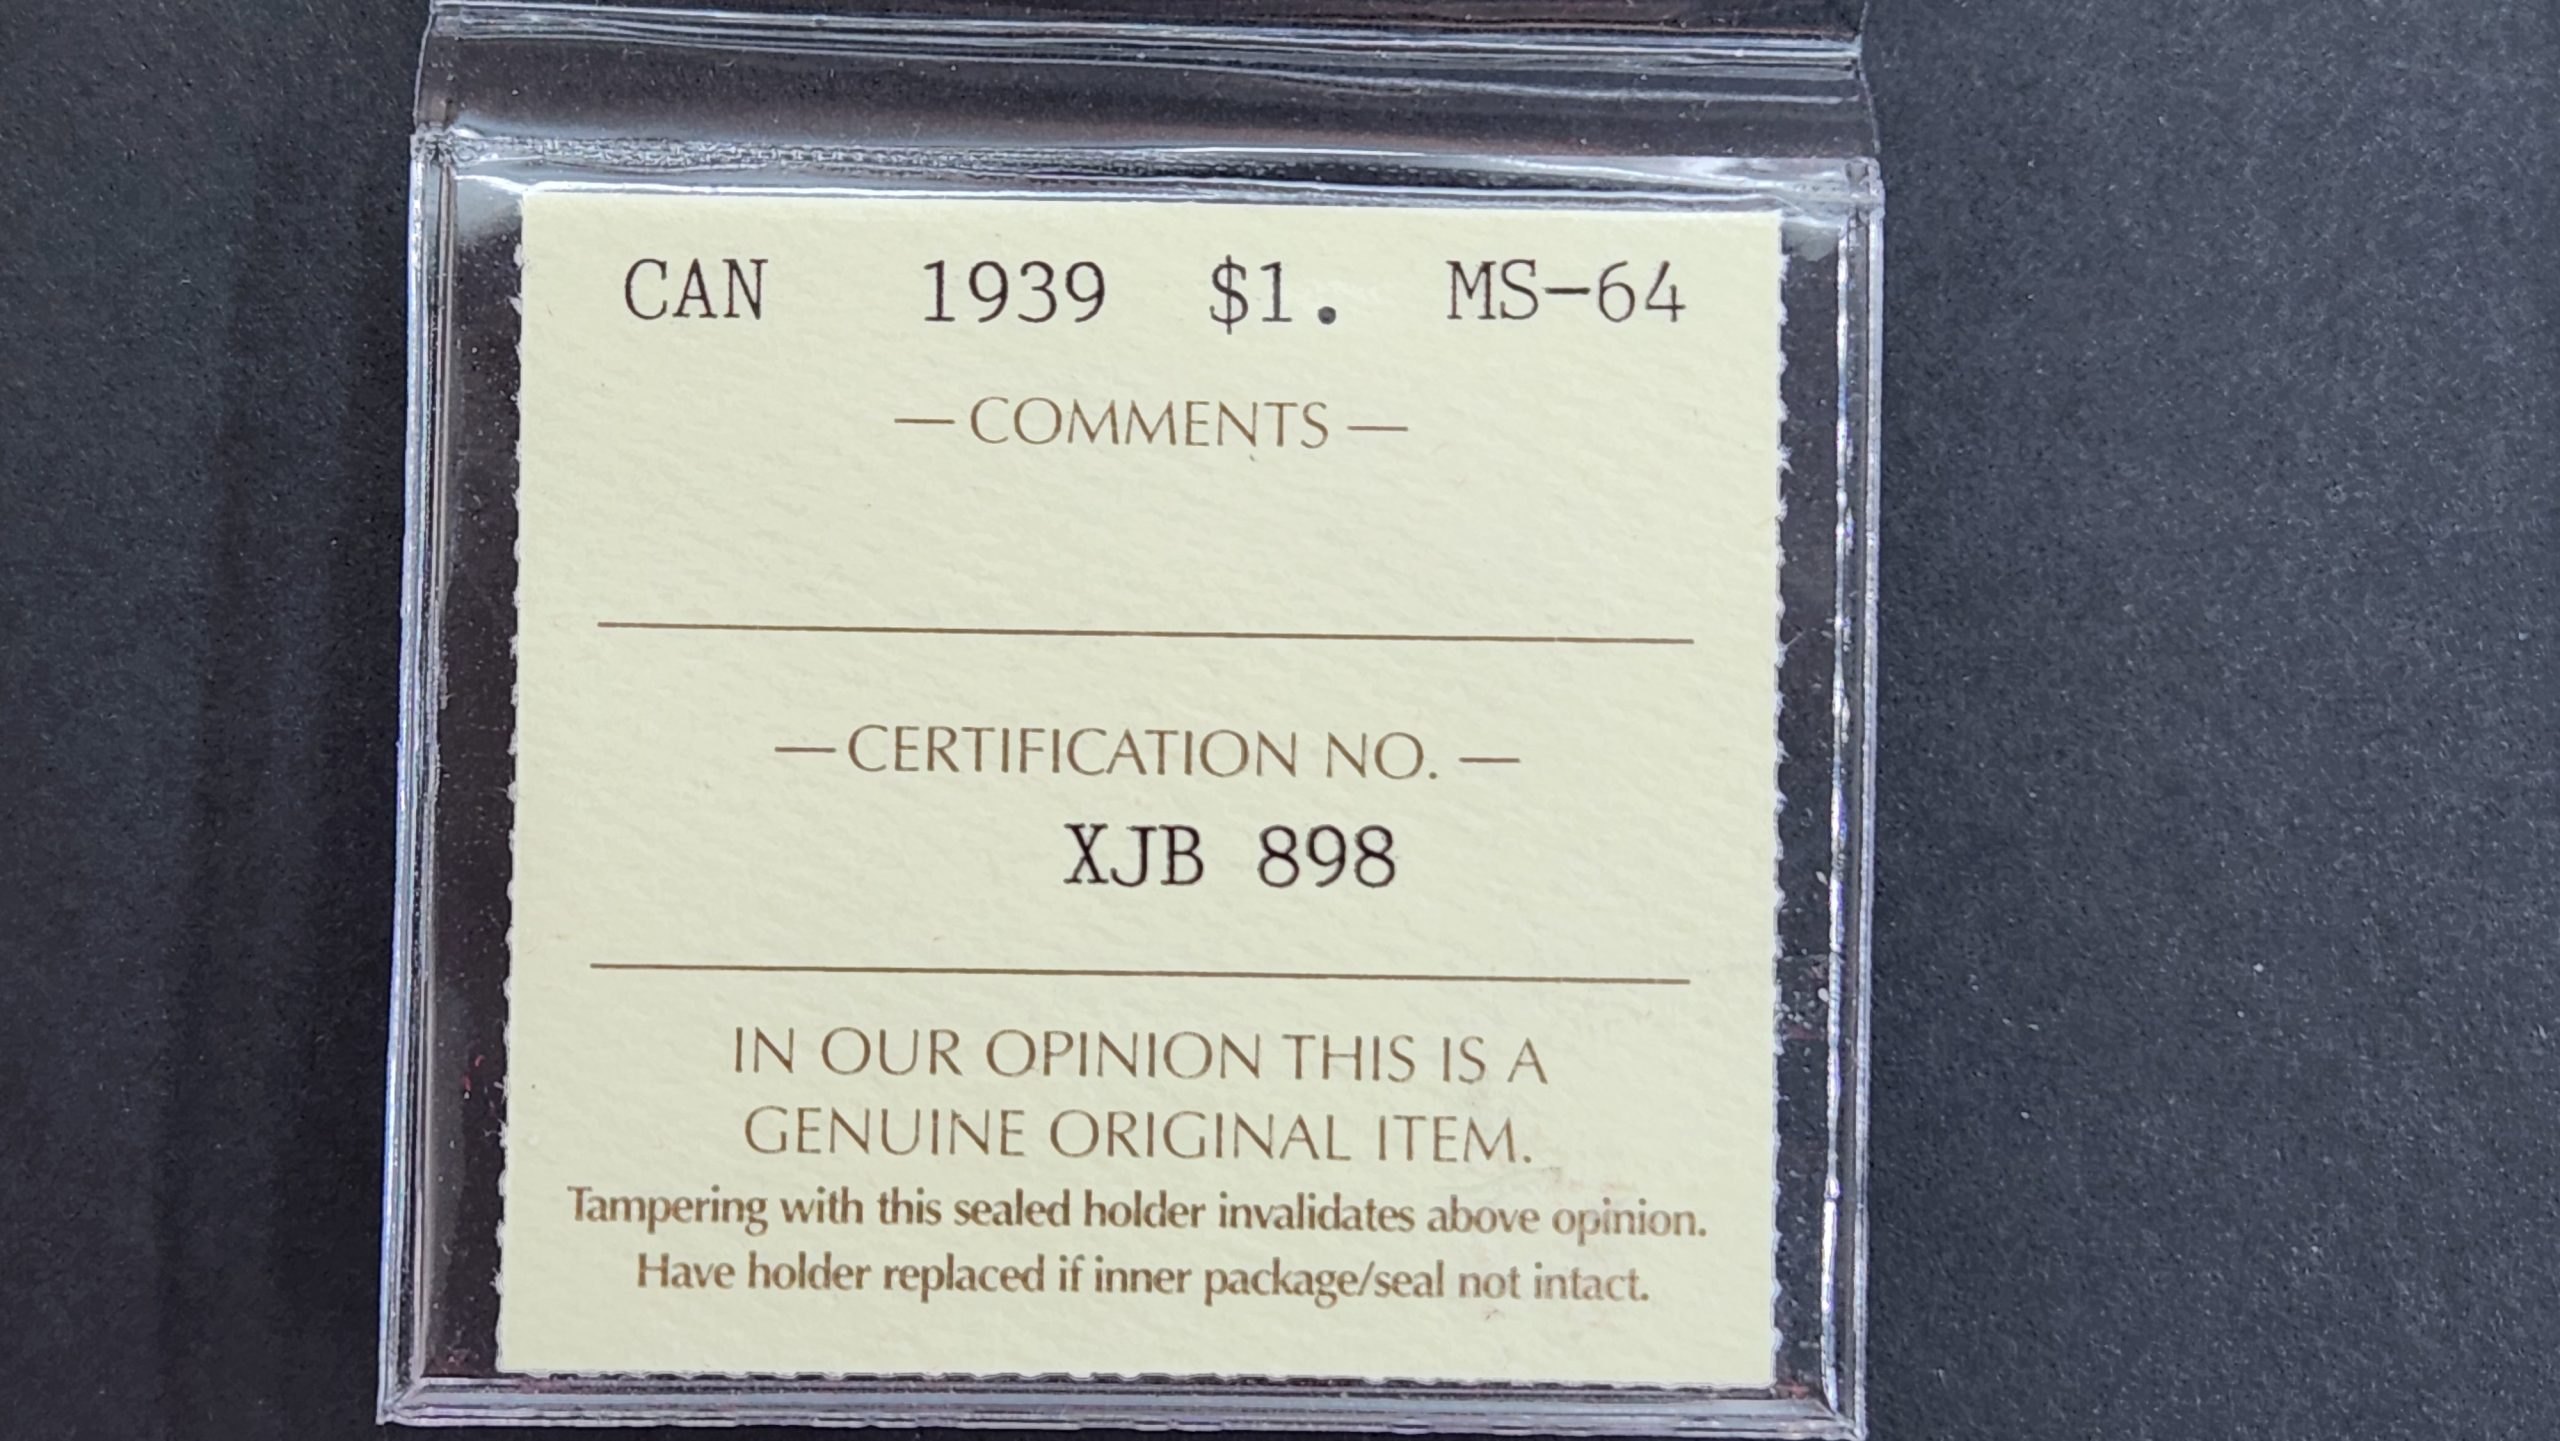 CAN 1939 $1. MS-64
— COMMENTS —
— CERTIFICATION NO. —
XJB 898
IN OUR OPINION THIS IS A
GENUINE ORIGINAL ITEM.
Tampering with this sealed holder invalidates above opinion.
Have holder replaced if inner package/seal not intact.